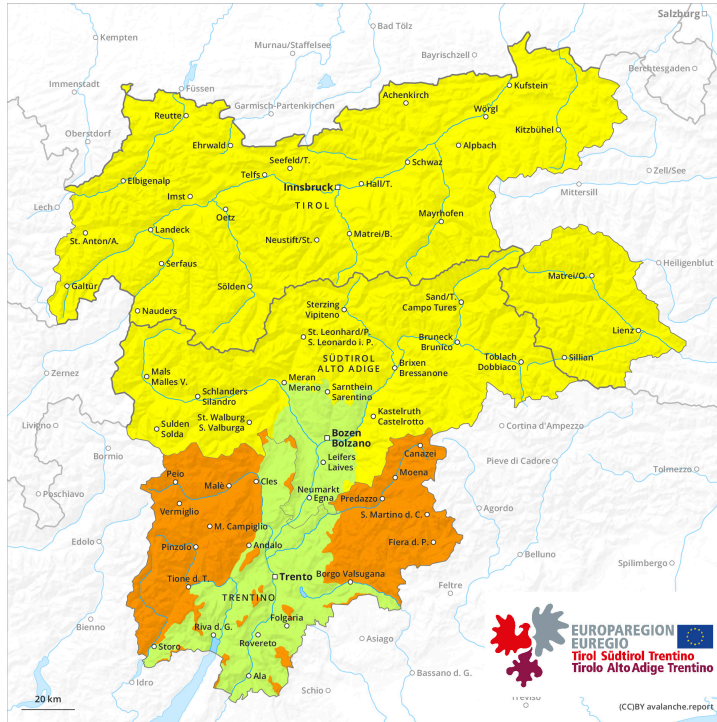 Salzburg
Kempten
Bad Tölz
Murnau/Staffelsee
Bayrischzell
Berchtesgaden
Immenstadt
Füssen
Garmisch-Partenkirchen
Achenkirch
Kufstein
Reutte
Wörgl
Oberstdorf
Ehrwald
Kitzbühel
Seefeld/T.
Alpbach
Telfs
Schwaz
Zell/See
Elbigenalp
Innsbruck
Hall/T.
Mittersill
Imst
TIROL
Lech
Oetz
Mayrhofen
Landeck
St. Anton/A.
Neustift/St.
Matrei/B.
Serfaus
Heiligenblut
Matrei/O.
Galtür
Sölden
Nauders
Sterzing
Vipiteno
Sand/T.
Campo Tures
St. Leonhard/P.
S. Leonardo i. P.
Bruneck
Brunico
Lienz
SÜDTIROL
ALTO ADIGE
Toblach
Dobbiaco
Sillian
Zernez
Mals
Malles V.
Meran
Merano
Brixen
Bressanone
Schlanders
Silandro
Sarnthein
Sarentino
St. Walburg
S. Valburga
Kastelruth
Castelrotto
Livigno
Sulden
Solda
Cortina d'Ampezzo
Bozen
Bolzano
Bormio
Canazei
Pieve di Cadore
Leifers
Laives
Peio
Moena
Tolmezzo
Malè
Cles
Poschiavo
Neumarkt
Egna
Predazzo
Vermiglio
Agordo
S. Martino d. C.
M. Campiglio
Edolo
Pinzolo
Andalo
Fiera d. P.
Belluno
Spilimbergo
Tione d. T.
Trento
Borgo Valsugana
Feltre
TRENTINO
Folgaria
Bienno
Riva d. G.
Rovereto
Asiago
Storo
Ala
Bassano d. G.
Idro
Schio
Treviso
EUROPAREGION
EUREGIO
Tirol Südtirol Trentino
Tirolo Alto Adige Trentino
20 km
(CC)BY avalanche.report